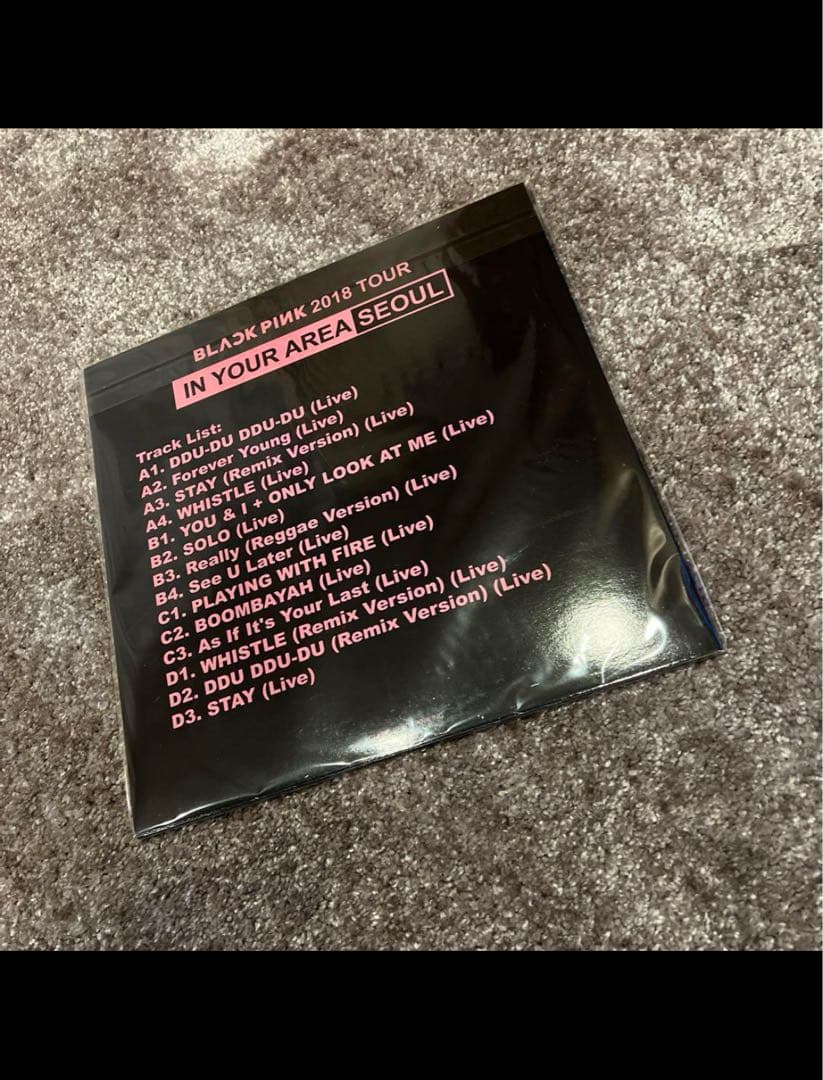 BLΛƆK PIИK 2018 TOUR
IN YOUR AREA SEOUL
Track List:
A1. DDU-DU DDU-DU (Live)
A2. Forever Young (Live)
A3. STAY (Remix Version) (Live)
A4. WHISTLE (Live)
B1. YOU & I + ONLY LOOK AT ME (Live)
B2. SOLO (Live)
B3. Really (Reggae Version) (Live)
B4. See U Later (Live)
C1. PLAYING WITH FIRE (Live)
C2. BOOMBAYAH (Live)
C3. As If It's Your Last (Live)
D1. WHISTLE (Remix Version) (Live)
D2. DDU DDU-DU (Remix Version) (Live)
D3. STAY (Live)